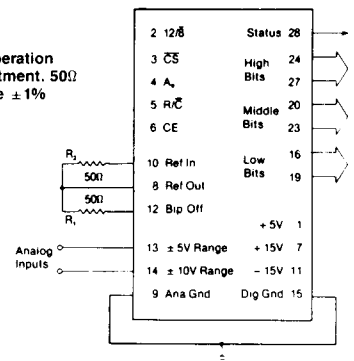 peration
tment. 50Ω
e ±1%
2 12/8̅
3 C̅S̅
4 A₀
5 R/C̅
6 CE
10 Ref In
8 Ref Out
12 Bip Off
13 ± 5V Range
14 ± 10V Range
9 Ana Gnd
Status 28
High Bits 24
27
Middle Bits 20
23
Low Bits 16
19
+ 5V 1
+ 15V 7
- 15V 11
Dig Gnd 15
R₂
50Ω
50Ω
R₁
Analog
Inputs